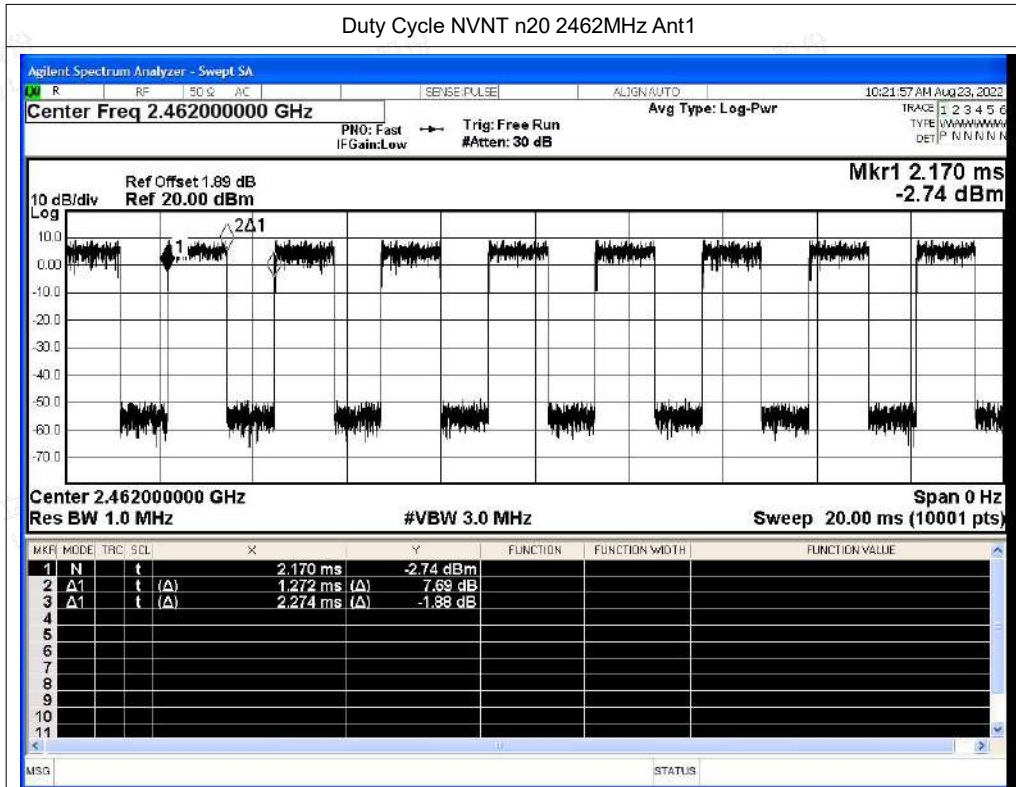 Duty Cycle NVNT n20 2462MHz Ant1
Agilent Spectrum Analyzer - Swept SA
R RF 50 Ω AC SENSE:PULSE ALIGN AUTO 10:21:57 AM Aug 23, 2022
Center Freq 2.462000000 GHz Avg Type: Log-Pwr TRACE 1 2 3 4 5 6
PNO: Fast Trig: Free Run TYPE
IFGain:Low #Atten: 30 dB DET P N N N N N
Mkr1 2.170 ms
-2.74 dBm
Ref Offset 1.89 dB
10 dB/div Ref 20.00 dBm
Log
10.0
0.00
-10.0
-20.0
-30.0
-40.0
-50.0
-60.0
-70.0
1
2Δ1
Center 2.462000000 GHz Span 0 Hz
Res BW 1.0 MHz #VBW 3.0 MHz Sweep 20.00 ms (10001 pts)
MKR MODE TRC SCL X Y FUNCTION FUNCTION WIDTH FUNCTION VALUE
1 N t 2.170 ms -2.74 dBm
2 Δ1 t (Δ) 1.272 ms (Δ) 7.69 dB
3 Δ1 t (Δ) 2.274 ms (Δ) -1.88 dB
4
5
6
7
8
9
10
11
MSG STATUS